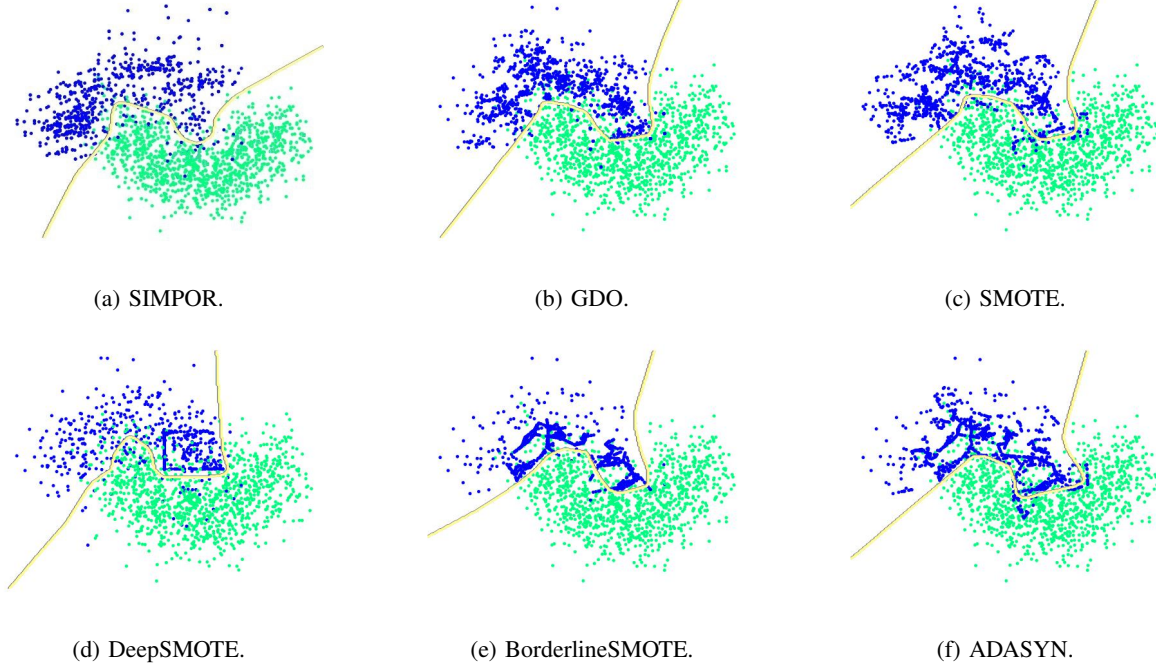 (a) SIMPOR.
(b) GDO.
(c) SMOTE.
(d) DeepSMOTE.
(e) BorderlineSMOTE.
(f) ADASYN.